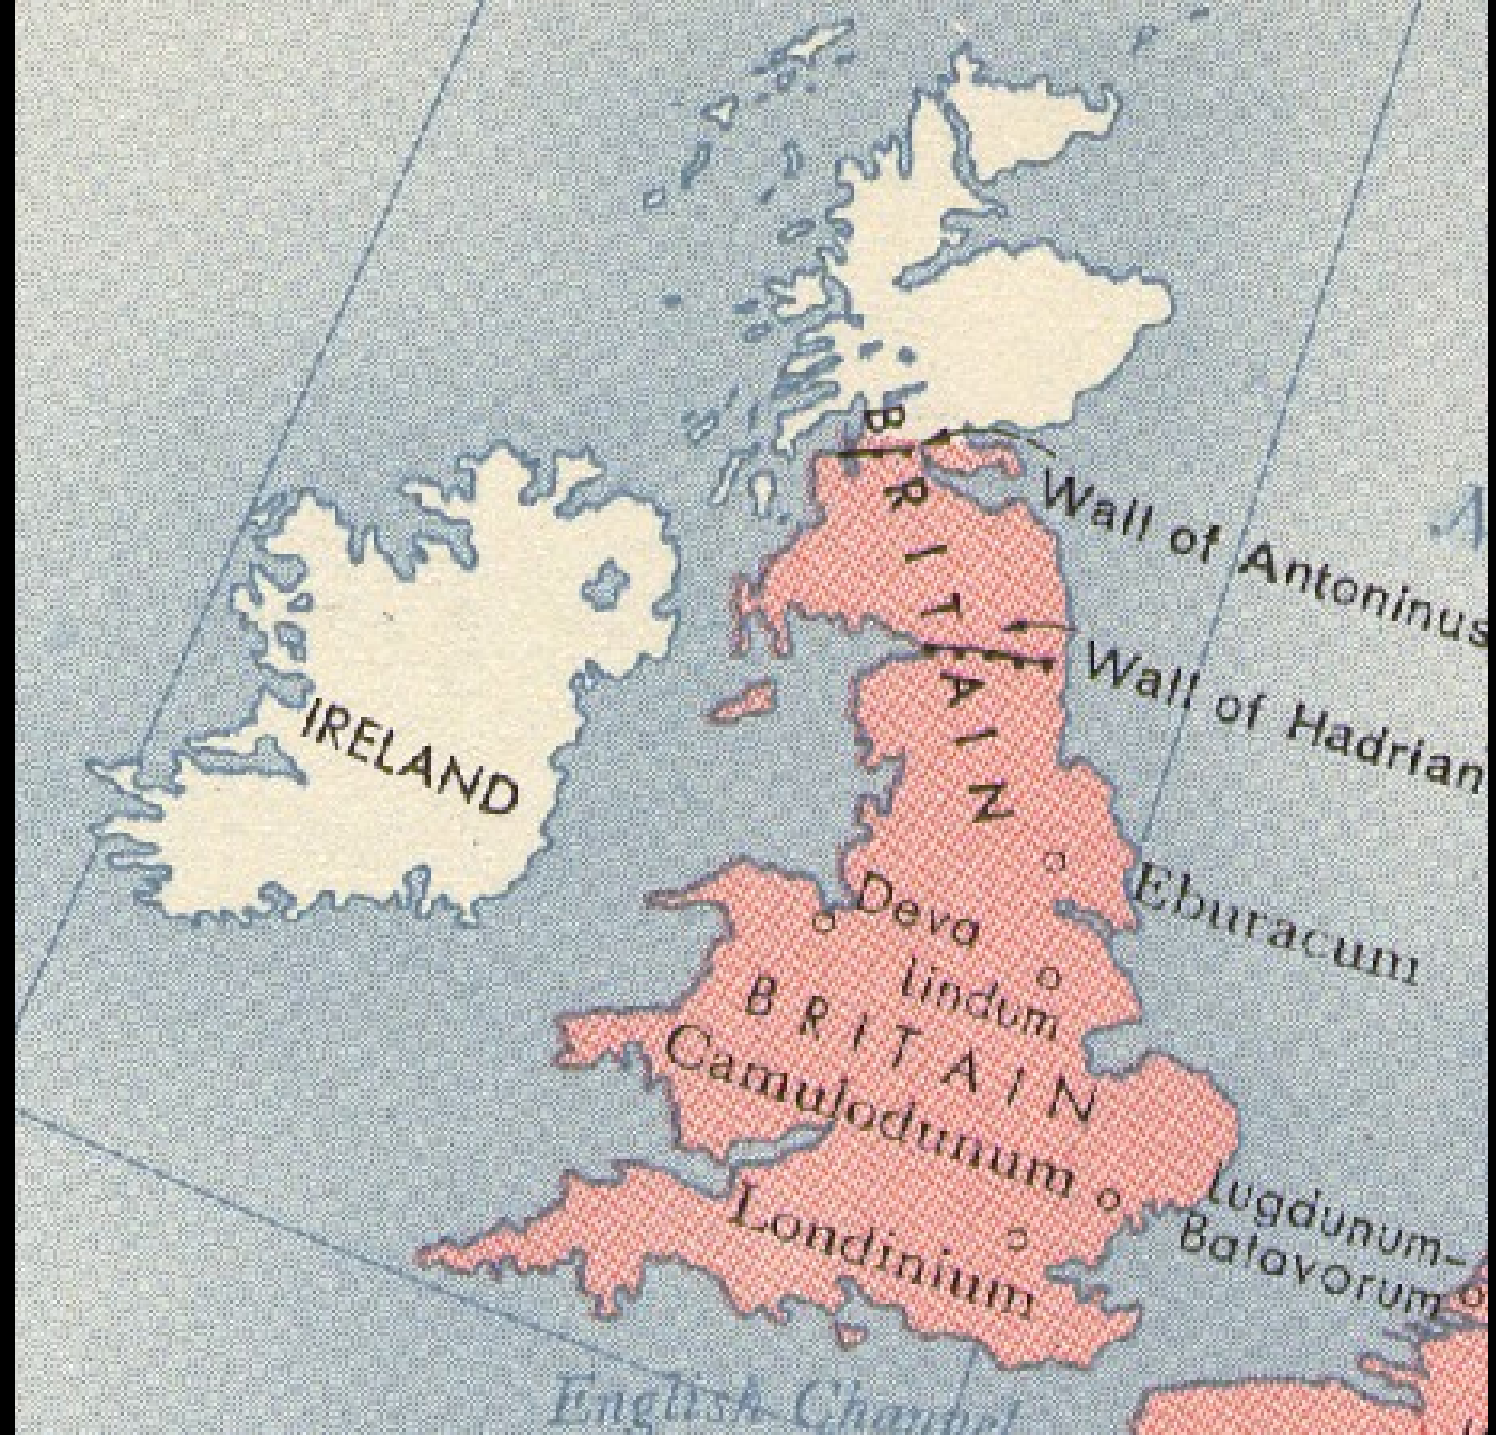 BRITAIN
Wall of Antoninus
Wall of Hadrian
IRELAND
Eburacum
Deva
lindum
BRITAIN
Camulodunum
Lugdunum-
Batavorum
Londinium
English Channel